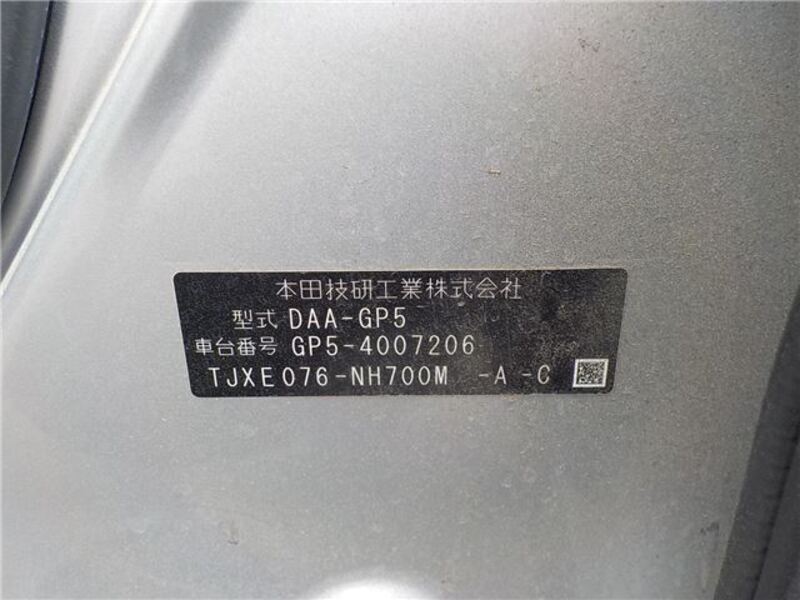 本田技研工業株式会社
型式 DAA-GP5
車台番号 GP5-4007206
TJXE076-NH700M -A -C